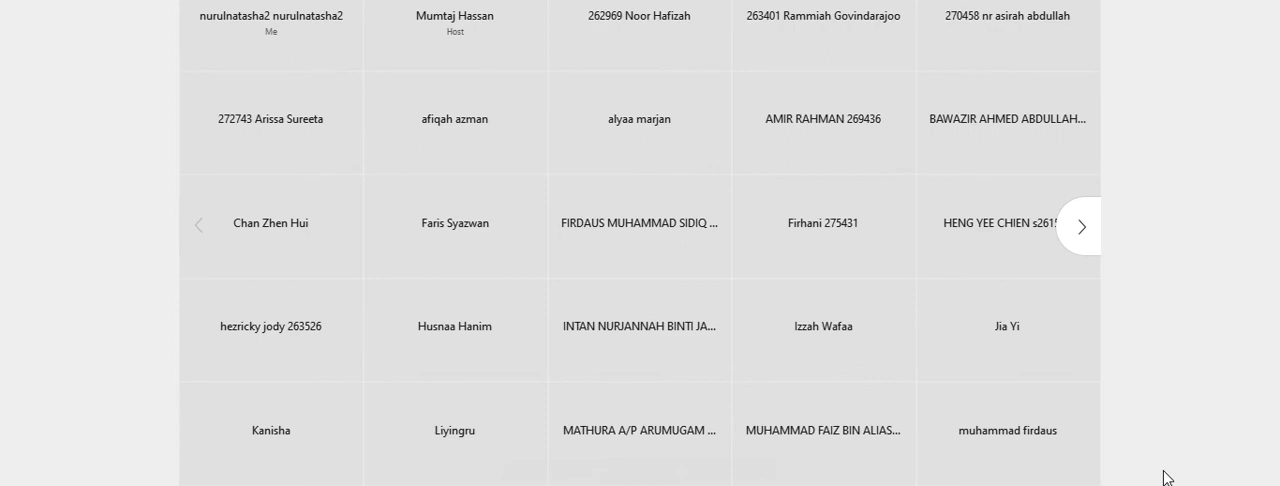 nurulnatasha2 nurulnatasha2
Me
Mumtaj Hassan
Host
262969 Noor Hafizah
263401 Rammiah Govindarajoo
270458 nr asirah abdullah
272743 Arissa Sureeta
afiqah azman
alyaa marjan
AMIR RAHMAN 269436
BAWAZIR AHMED ABDULLAH...
Chan Zhen Hui
Faris Syazwan
FIRDAUS MUHAMMAD SIDIQ ...
Firhani 275431
HENG YEE CHIEN
hezricky jody 263526
Husnaa Hanim
INTAN NURJANNAH BINTI JA...
Izzah Wafaa
Jia Yi
Kanisha
Liyingru
MATHURA A/P ARUMUGAM ...
MUHAMMAD FAIZ BIN ALIAS...
muhammad firdaus